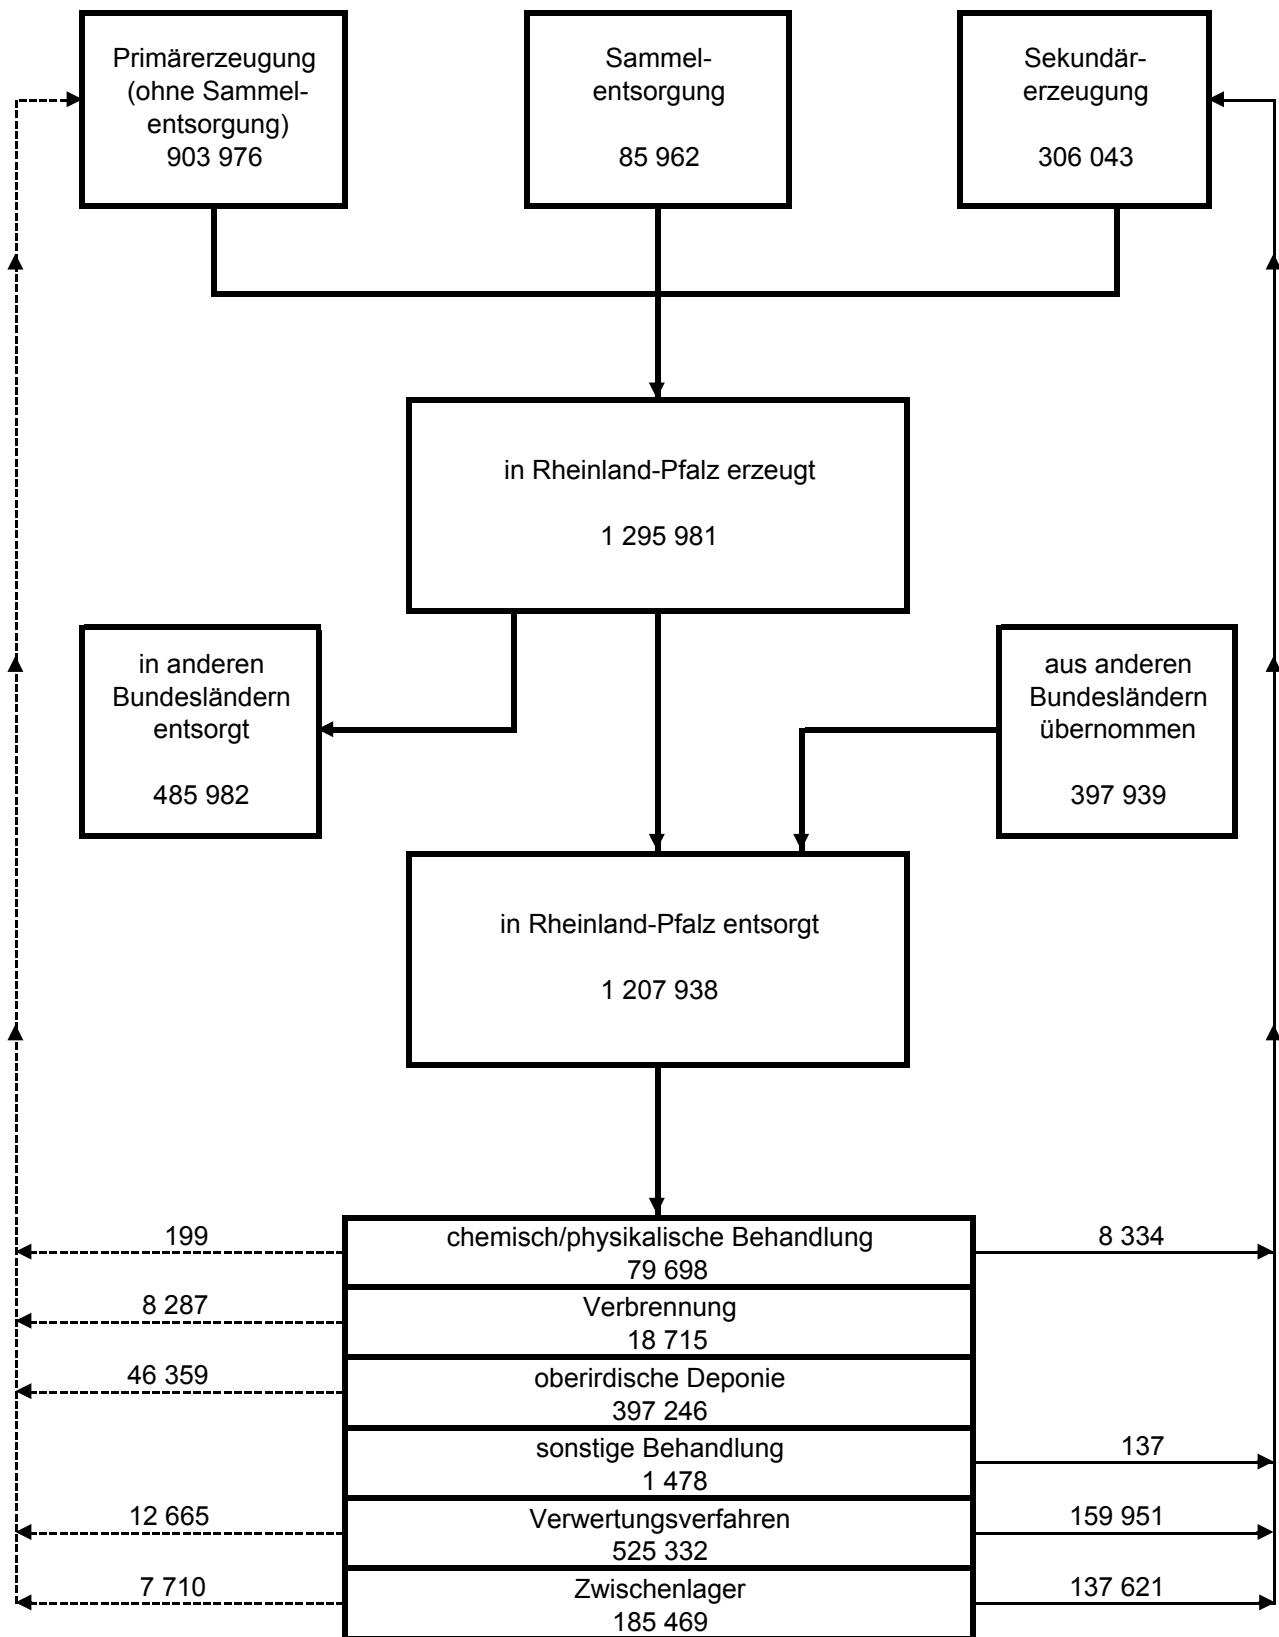 Primärerzeugung
(ohne Sammel-
entsorgung)
903 976
Sammel-
entsorgung
85 962
Sekundär-
erzeugung
306 043
in Rheinland-Pfalz erzeugt
1 295 981
in anderen
Bundesländern
entsorgt
485 982
aus anderen
Bundesländern
übernommen
397 939
in Rheinland-Pfalz entsorgt
1 207 938
199
chemisch/physikalische Behandlung
79 698
8 334
8 287
Verbrennung
18 715
46 359
oberirdische Deponie
397 246
sonstige Behandlung
1 478
137
12 665
Verwertungsverfahren
525 332
159 951
7 710
Zwischenlager
185 469
137 621